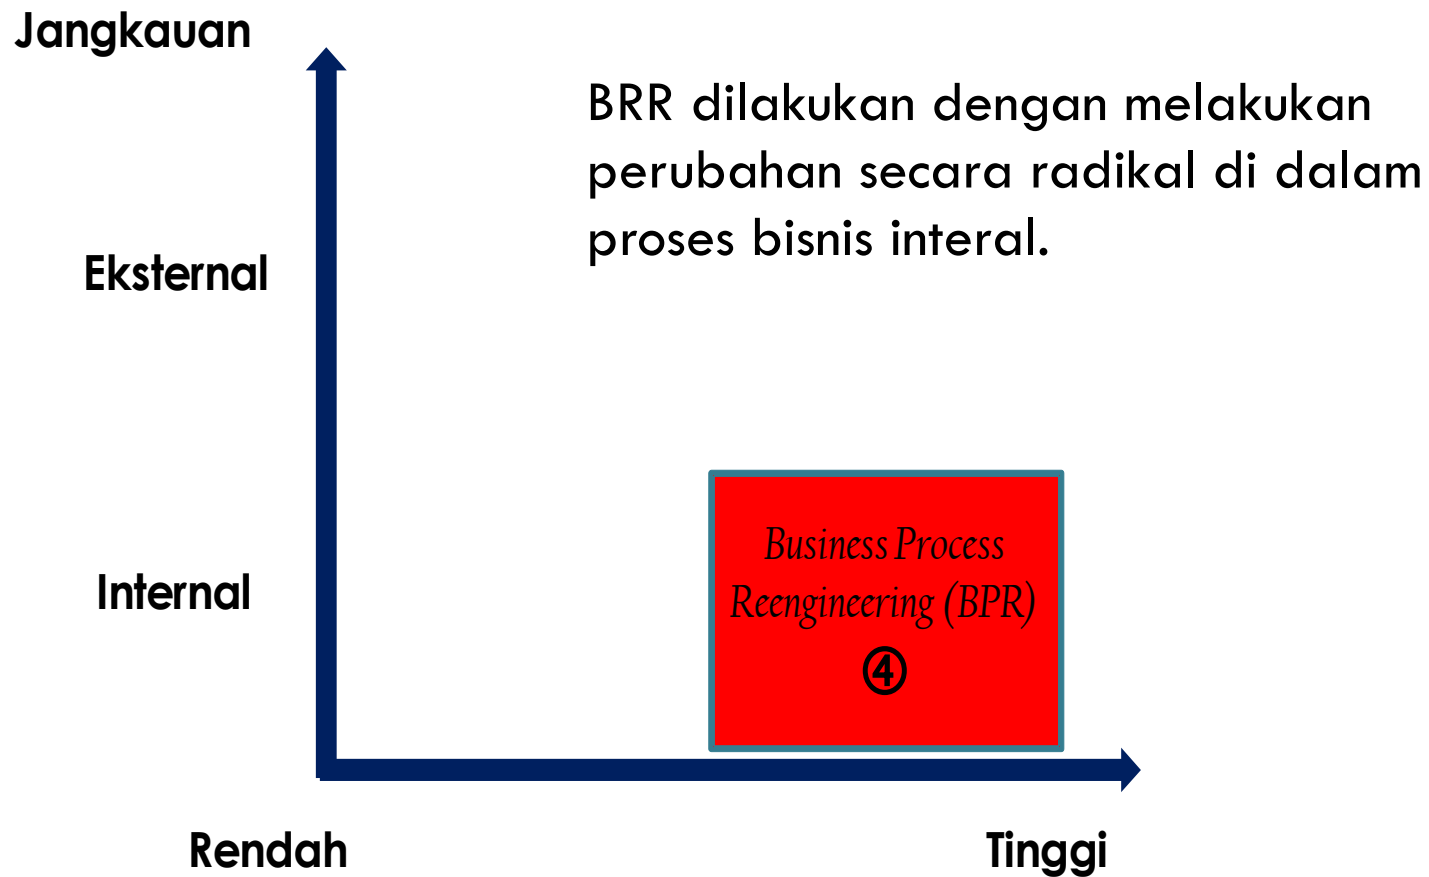 Jangkauan
BRR dilakukan dengan melakukan
perubahan secara radikal di dalam
proses bisnis interal.
Eksternal
Internal
Business Process
Reengineering (BPR)
④
Rendah
Tinggi